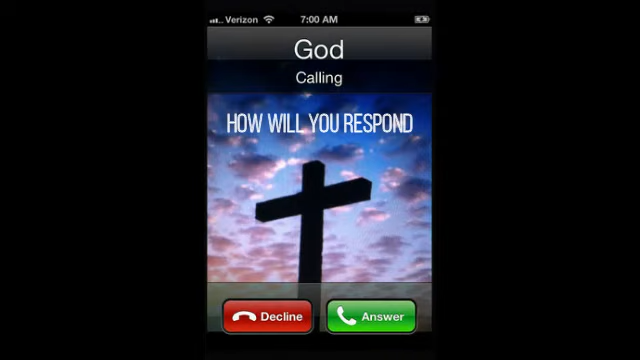 Verizon 7:00 AM
God
Calling
HOW WILL YOU RESPOND
Decline Answer